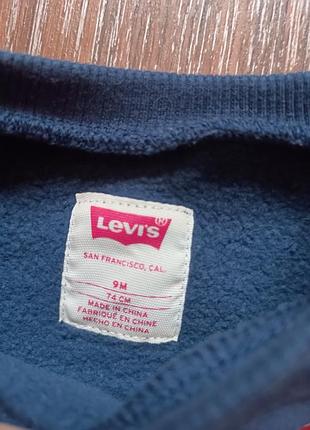 Levi's®
SAN FRANCISCO, CAL.
9M
74 CM
MADE IN CHINA
FABRIQUÉ EN CHINE
HECHO EN CHINA